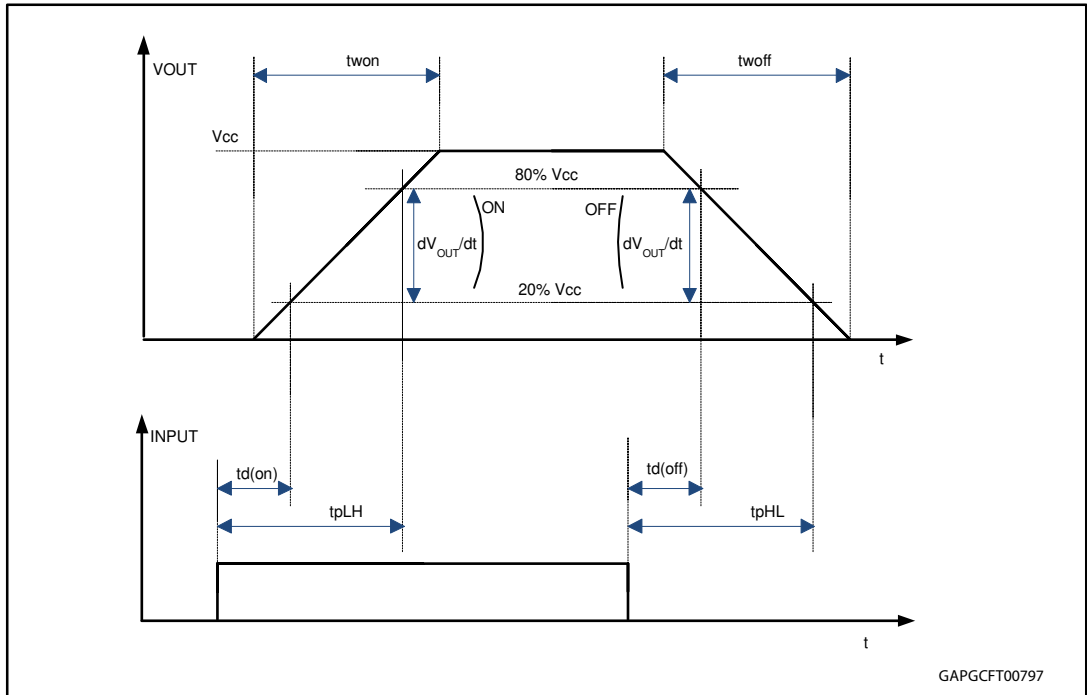 twon
twoff
VOUT
Vcc
80% Vcc
ON
OFF
dVOUT/dt
dVOUT/dt
20% Vcc
t
INPUT
td(on)
td(off)
tpLH
tpHL
t
GAPGCFT00797